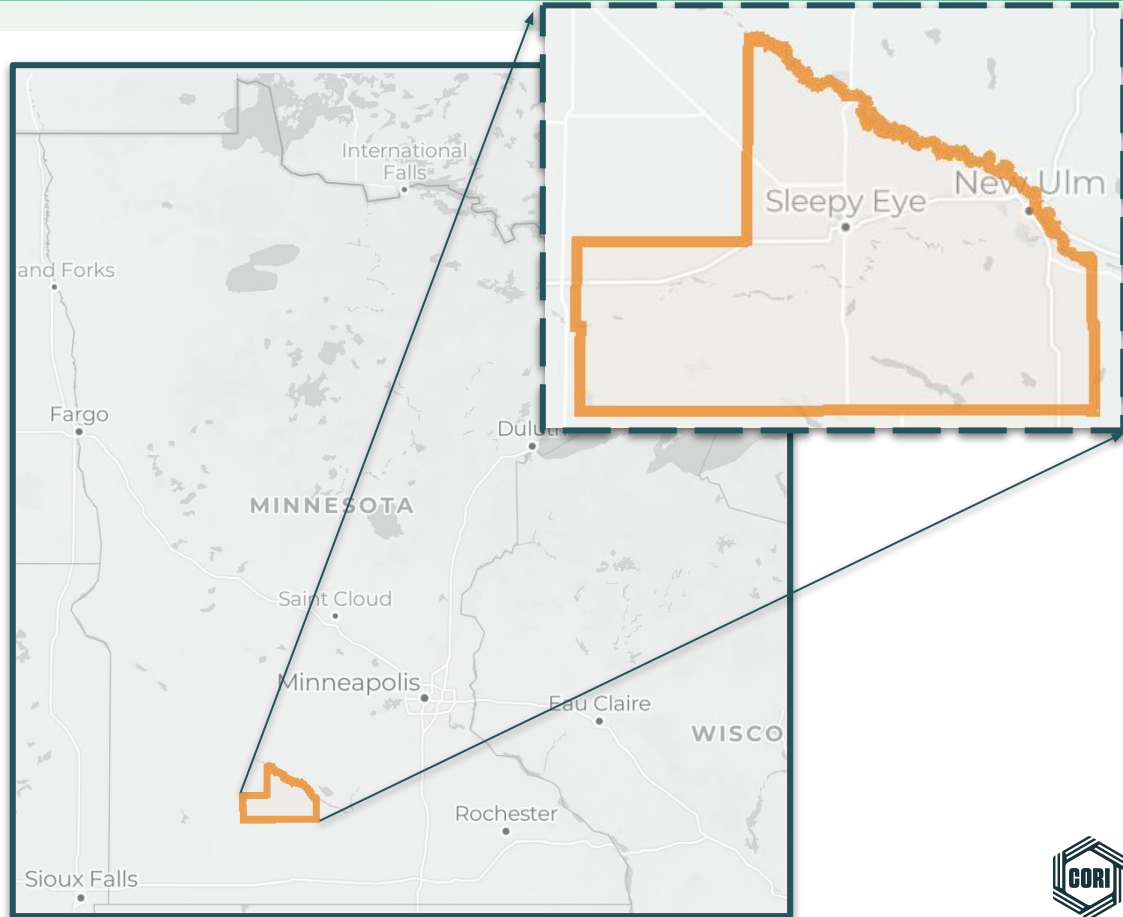 International
Falls
and Forks
Fargo
Duluth
MINNESOTA
Saint Cloud
Minneapolis
Eau Claire
WISCO
Rochester
Sioux Falls
Sleepy Eye
New Ulm
CORI